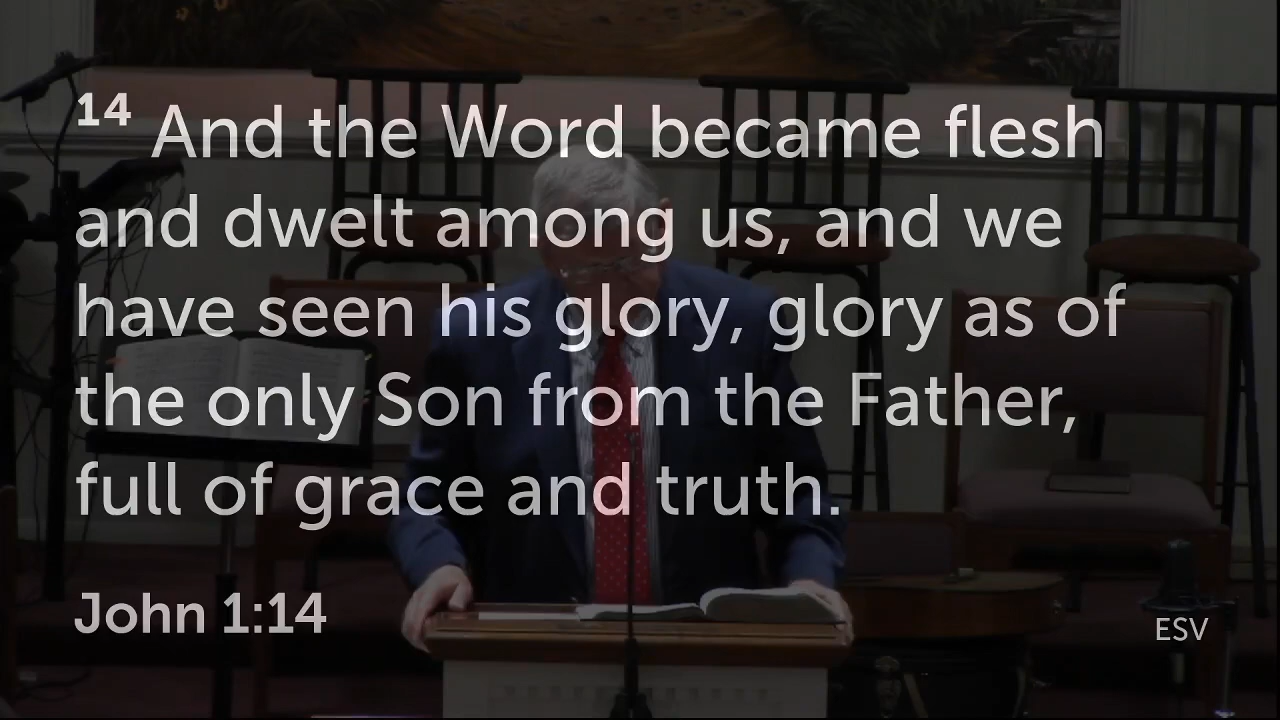 14 And the Word became flesh
and dwelt among us, and we
have seen his glory, glory as of
the only Son from the Father,
full of grace and truth.
John 1:14
ESV